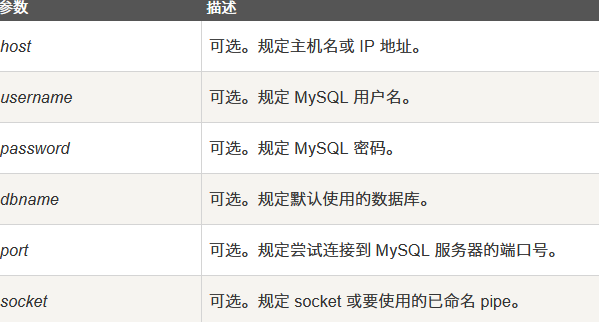 参数 描述
host 可选。规定主机名或 IP 地址。
username 可选。规定 MySQL 用户名。
password 可选。规定 MySQL 密码。
dbname 可选。规定默认使用的数据库。
port 可选。规定尝试连接到 MySQL 服务器的端口号。
socket 可选。规定 socket 或要使用的已命名 pipe。